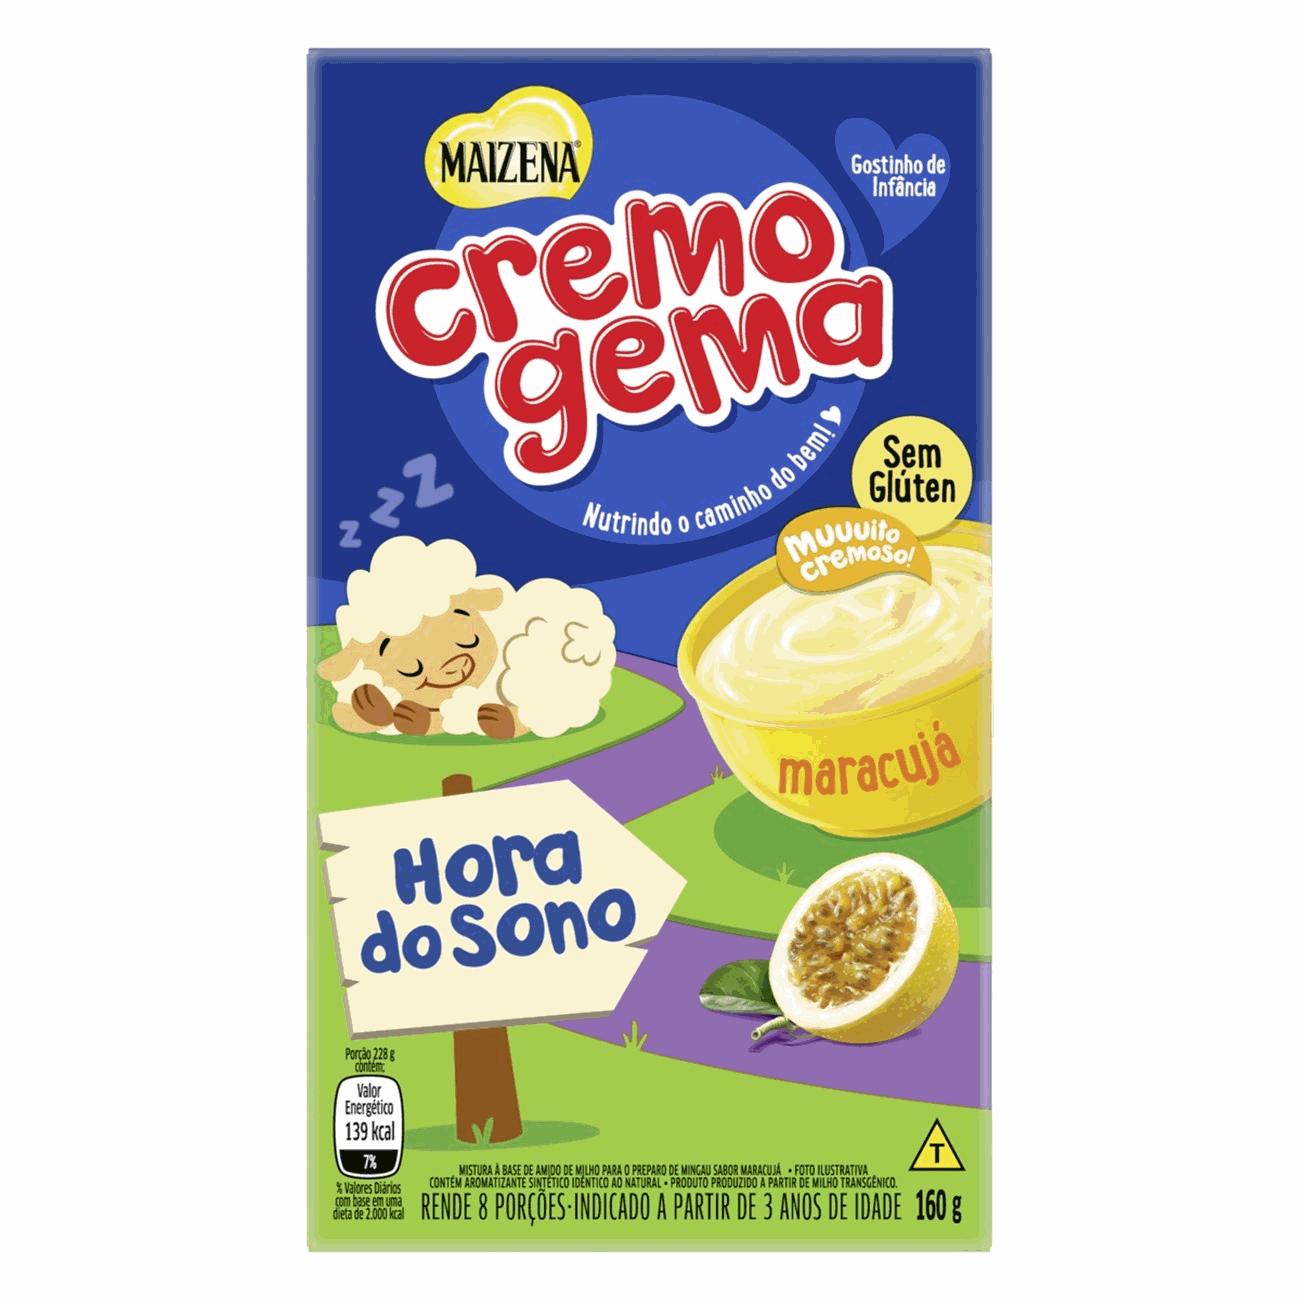 MAIZENA®
Gostinho de
Infância
cremo
gema
Nutrindo o caminho do bem!
Sem
Glúten
muuuito
cremoso!
z z z
maracujá
Hora
do sono
Porção 228 g
contém:
Valor
Energético
139 kcal
7%
% Valores Diários
com base em uma
dieta de 2.000 kcal
T
MISTURA À BASE DE AMIDO DE MILHO PARA O PREPARO DE MINGAU SABOR MARACUJÁ • FOTO ILUSTRATIVA
CONTÉM AROMATIZANTE SINTÉTICO IDÊNTICO AO NATURAL • PRODUTO PRODUZIDO A PARTIR DE MILHO TRANSGÊNICO.
RENDE 8 PORÇÕES·INDICADO A PARTIR DE 3 ANOS DE IDADE 160 g